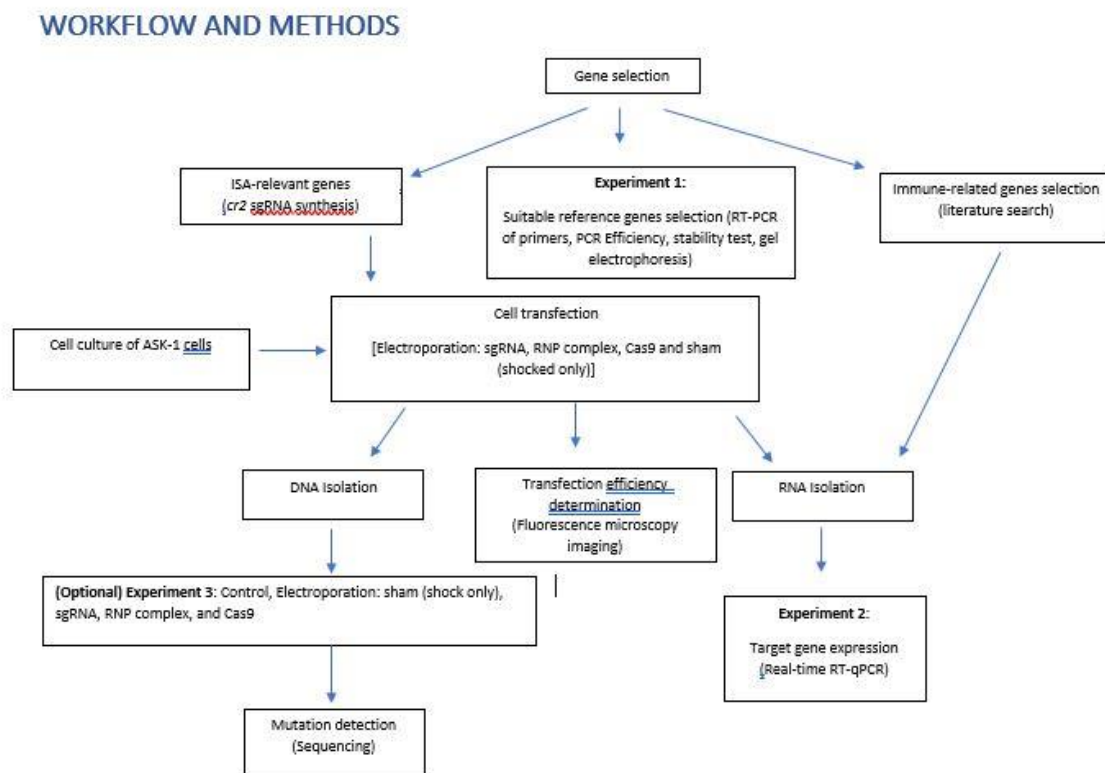 WORKFLOW AND METHODS
Gene selection
ISA-relevant genes
(cr2 sgRNA synthesis)
Experiment 1:
Suitable reference genes selection (RT-PCR
of primers, PCR Efficiency, stability test, gel
electrophoresis)
Immune-related genes selection
(literature search)
Cell culture of ASK-1 cells
Cell transfection
[Electroporation: sgRNA, RNP complex, Cas9 and sham
(shocked only)]
DNA Isolation
Transfection efficiency
determination
(Fluorescence microscopy
imaging)
RNA Isolation
(Optional) Experiment 3: Control, Electroporation: sham (shock only),
sgRNA, RNP complex, and Cas9
Experiment 2:
Target gene expression
(Real-time RT-qPCR)
Mutation detection
(Sequencing)